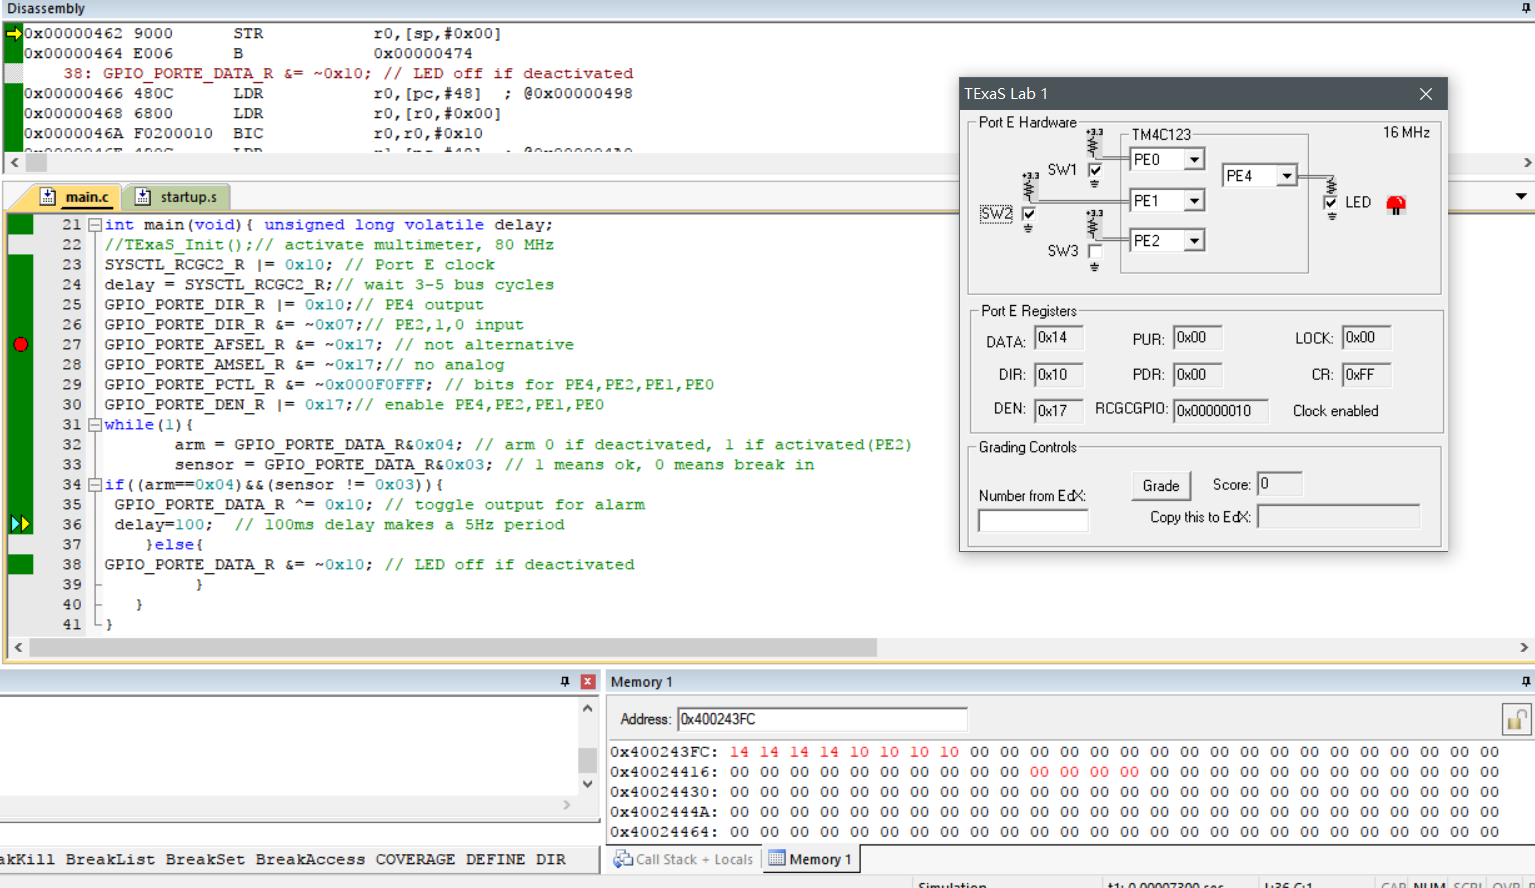 Disassembly
0x00000462 9000 STR r0,[sp,#0x00]
0x00000464 E006 B 0x00000474
38: GPIO_PORTE_DATA_R &= ~0x10; // LED off if deactivated
0x00000466 480C LDR r0,[pc,#48] ; @0x00000498
0x00000468 6800 LDR r0,[r0,#0x00]
0x0000046A F0200010 BIC r0,r0,#0x10
main.c startup.s
21 int main(void){ unsigned long volatile delay;
22 //TExaS_Init();// activate multimeter, 80 MHz
23 SYSCTL_RCGC2_R |= 0x10; // Port E clock
24 delay = SYSCTL_RCGC2_R;// wait 3-5 bus cycles
25 GPIO_PORTE_DIR_R |= 0x10;// PE4 output
26 GPIO_PORTE_DIR_R &= ~0x07;// PE2,1,0 input
27 GPIO_PORTE_AFSEL_R &= ~0x17; // not alternative
28 GPIO_PORTE_AMSEL_R &= ~0x17;// no analog
29 GPIO_PORTE_PCTL_R &= ~0x000F0FFF; // bits for PE4,PE2,PE1,PE0
30 GPIO_PORTE_DEN_R |= 0x17;// enable PE4,PE2,PE1,PE0
31 while(1){
32 arm = GPIO_PORTE_DATA_R&0x04; // arm 0 if deactivated, 1 if activated(PE2)
33 sensor = GPIO_PORTE_DATA_R&0x03; // 1 means ok, 0 means break in
34 if((arm==0x04)&&(sensor != 0x03)){
35 GPIO_PORTE_DATA_R ^= 0x10; // toggle output for alarm
36 delay=100; // 100ms delay makes a 5Hz period
37 }else{
38 GPIO_PORTE_DATA_R &= ~0x10; // LED off if deactivated
39 }
40 }
41 }
TExaS Lab 1
Port E Hardware
+3.3 TM4C123 16 MHz
SW1 PE0
+3.3 PE4
SW2 PE1 LED
+3.3
SW3 PE2
Port E Registers
DATA: 0x14 PUR: 0x00 LOCK: 0x00
DIR: 0x10 PDR: 0x00 CR: 0xFF
DEN: 0x17 RCGCGPIO: 0x00000010 Clock enabled
Grading Controls
Number from EdX: Grade Score: 0
Copy this to EdX:
Memory 1
Address: 0x400243FC
0x400243FC: 14 14 14 14 10 10 10 10 00 00 00 00 00 00 00 00 00 00 00 00 00 00 00 00 00 00
0x40024416: 00 00 00 00 00 00 00 00 00 00 00 00 00 00 00 00 00 00 00 00 00 00 00 00 00 00
0x40024430: 00 00 00 00 00 00 00 00 00 00 00 00 00 00 00 00 00 00 00 00 00 00 00 00 00 00
0x4002444A: 00 00 00 00 00 00 00 00 00 00 00 00 00 00 00 00 00 00 00 00 00 00 00 00 00 00
0x40024464: 00 00 00 00 00 00 00 00 00 00 00 00 00 00 00 00 00 00 00 00 00 00 00 00 00 00
akKill BreakList BreakSet BreakAccess COVERAGE DEFINE DIR
Call Stack + Locals Memory 1
Simulation t1: 0.00007300 sec L:36 C:1 CAP NUM SCRL OVR